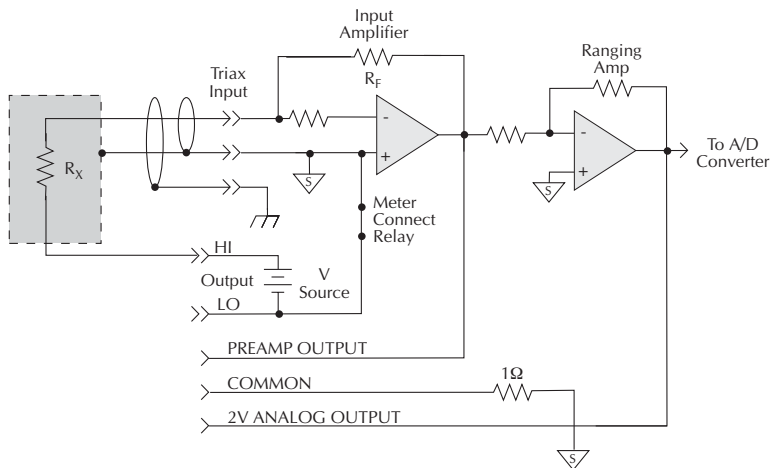 Input
Amplifier
Ranging
Amp
Triax
Input
R_F
-
+
-
+
S
S
R_X
To A/D
Converter
Meter
Connect
Relay
HI
Output
V
Source
LO
PREAMP OUTPUT
COMMON
1Ω
2V ANALOG OUTPUT
S